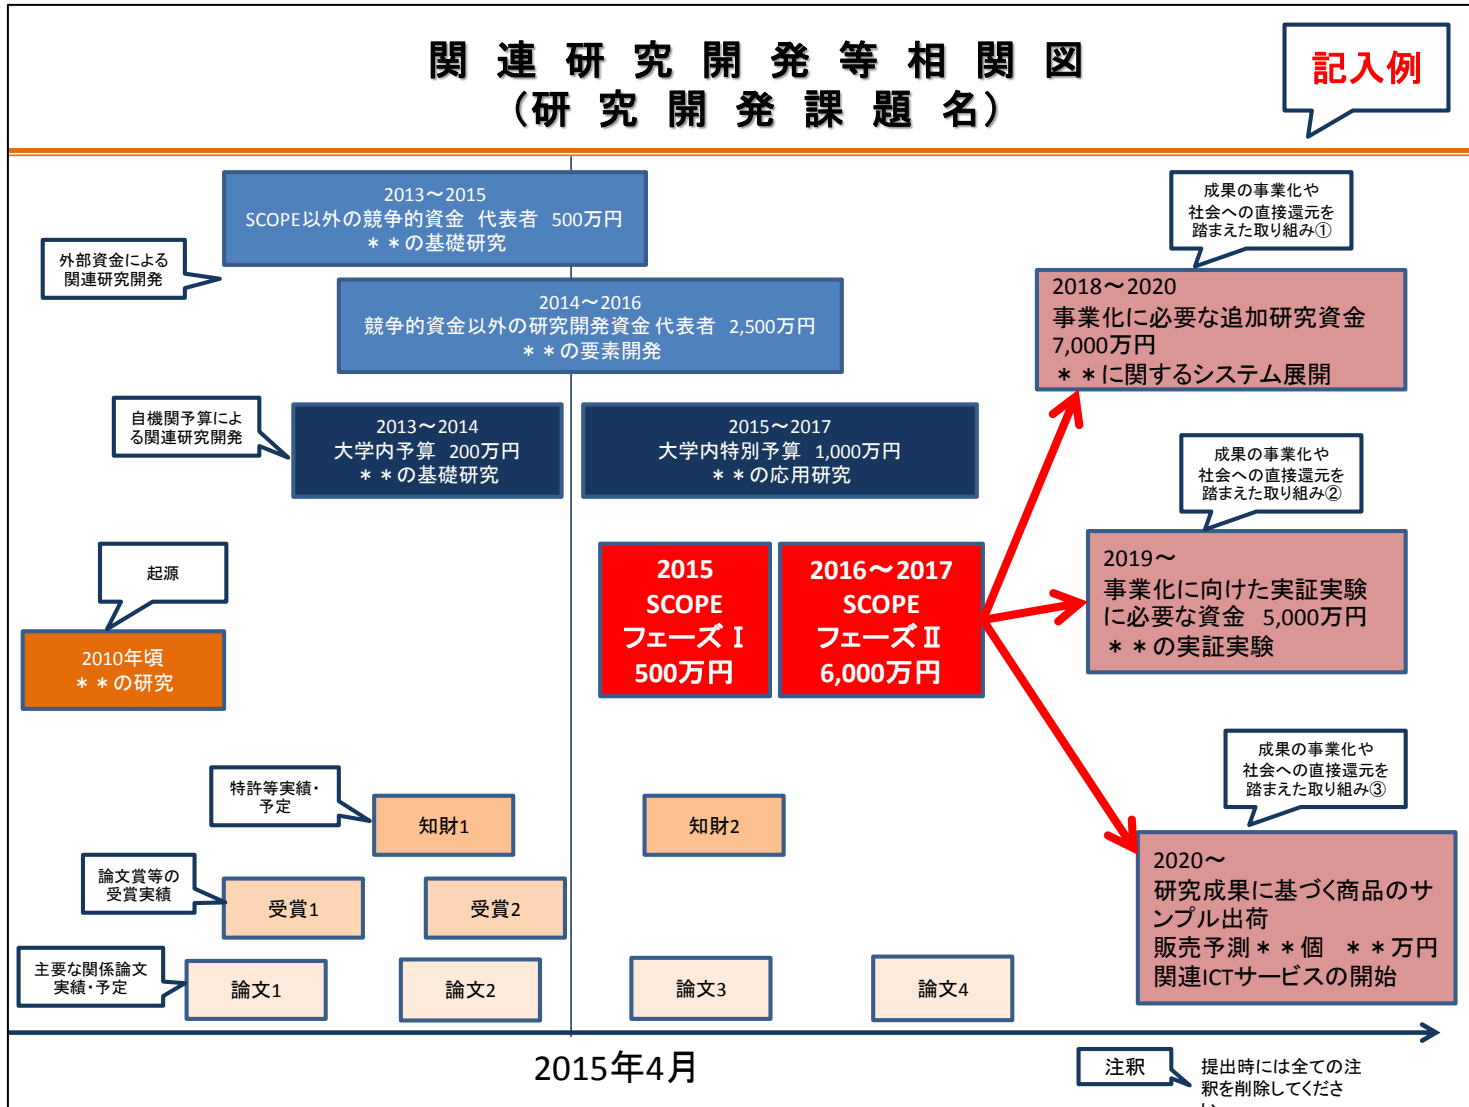 関連研究開発等相関図
（研究開発課題名）
記入例
2013～2015
SCOPE以外の競争的資金 代表者 500万円
＊＊の基礎研究
外部資金による
関連研究開発
2014～2016
競争的資金以外の研究開発資金 代表者 2,500万円
＊＊の要素開発
成果の事業化や
社会への直接還元を
踏まえた取り組み①
2018～2020
事業化に必要な追加研究資金
7,000万円
＊＊に関するシステム展開
自機関予算によ
る関連研究開発
2013～2014
大学内予算 200万円
＊＊の基礎研究
2015～2017
大学内特別予算 1,000万円
＊＊の応用研究
成果の事業化や
社会への直接還元を
踏まえた取り組み②
2019～
事業化に向けた実証実験
に必要な資金 5,000万円
＊＊の実証実験
起源
2010年頃
＊＊の研究
2015
SCOPE
フェーズⅠ
500万円
2016～2017
SCOPE
フェーズⅡ
6,000万円
成果の事業化や
社会への直接還元を
踏まえた取り組み③
2020～
研究成果に基づく商品のサ
ンプル出荷
販売予測＊＊個 ＊＊万円
関連ICTサービスの開始
特許等実績・
予定
知財1
知財2
論文賞等の
受賞実績
受賞1
受賞2
主要な関係論文
実績・予定
論文1
論文2
論文3
論文4
2015年4月
注釈
提出時には全ての注
釈を削除してくださ